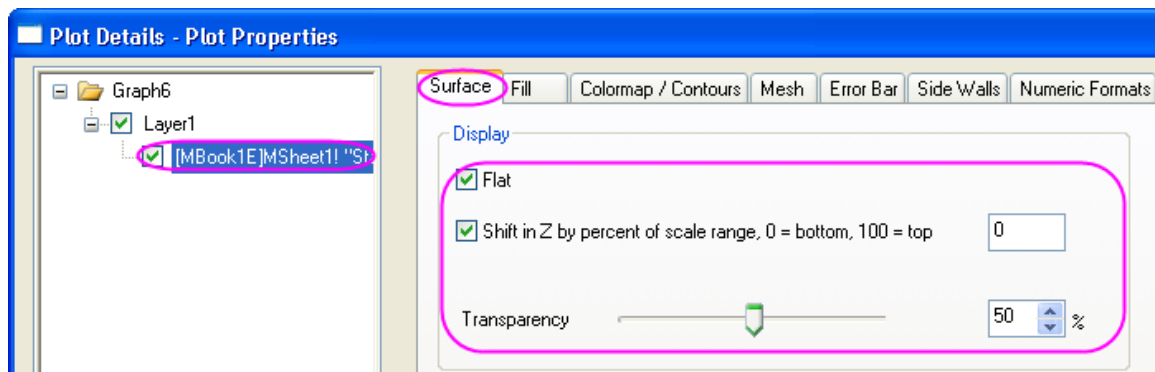 Plot Details - Plot Properties
Graph6
Layer1
[MBook1E]MSheet1! "Sh
Surface Fill Colormap / Contours Mesh Error Bar Side Walls Numeric Formats
Display
Flat
Shift in Z by percent of scale range, 0 = bottom, 100 = top 0
Transparency 50 %